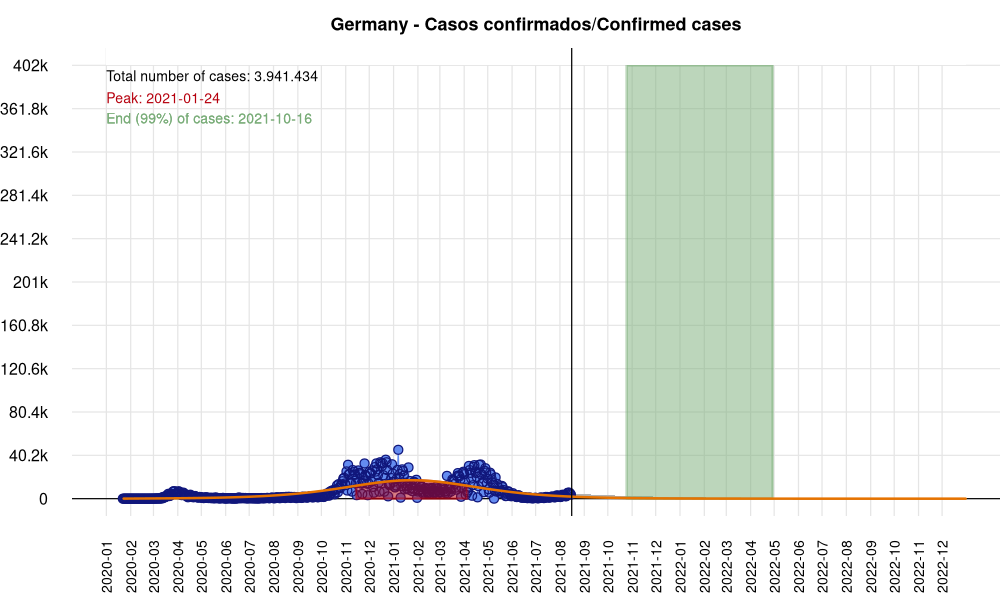 Germany - Casos confirmados/Confirmed cases
402k
Total number of cases: 3.941.434
Peak: 2021-01-24
361.8k
End (99%) of cases: 2021-10-16
321.6k
281.4k
241.2k
201k
160.8k
120.6k
80.4k
40.2k
0
2020-01
2020-02
2020-03
2020-04
2020-05
2020-06
2020-07
2020-08
2020-09
2020-10
2020-11
2020-12
2021-01
2021-02
2021-03
2021-04
2021-05
2021-06
2021-07
2021-08
2021-09
2021-10
2021-11
2021-12
2022-01
2022-02
2022-03
2022-04
2022-05
2022-06
2022-07
2022-08
2022-09
2022-10
2022-11
2022-12